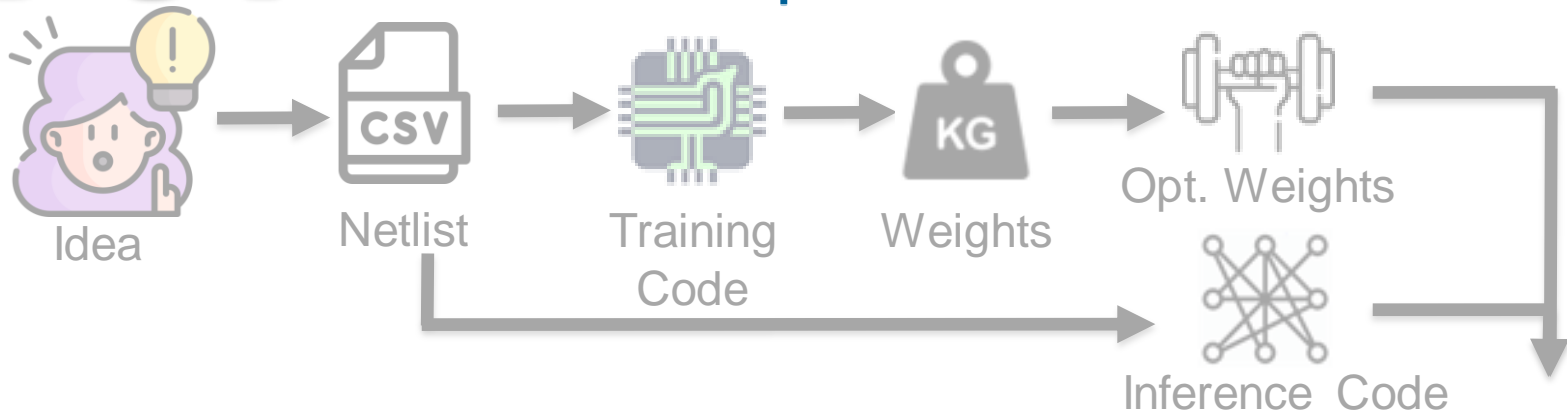 CSV
KG
Idea
Netlist
Training
Code
Weights
Opt. Weights
Inference Code